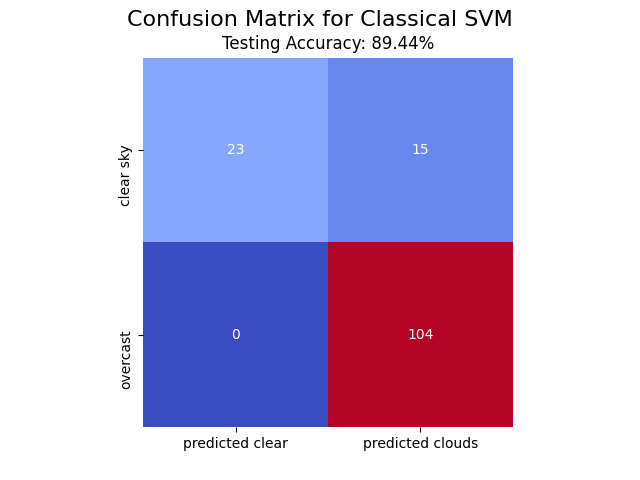 Confusion Matrix for Classical SVM
Testing Accuracy: 89.44%
clear sky
23 15
overcast
0 104
predicted clear predicted clouds